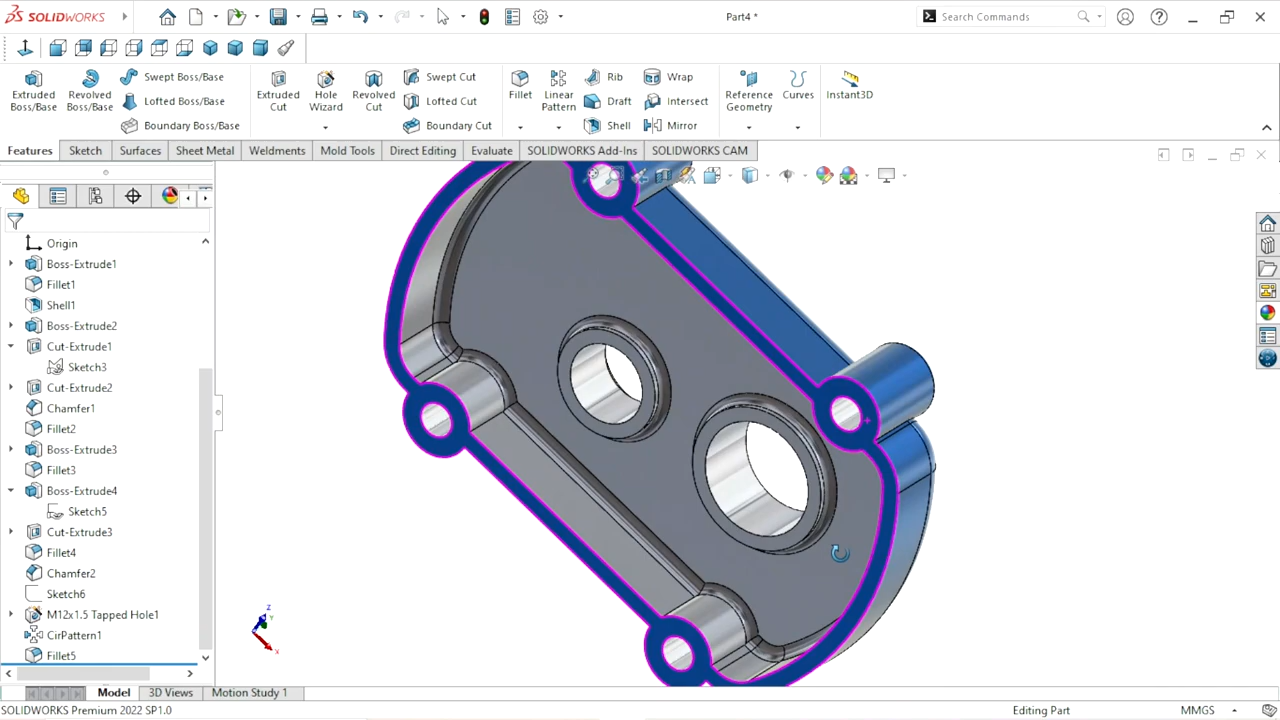 SOLIDWORKS
Part4 *
Search Commands
Extruded Boss/Base
Revolved Boss/Base
Swept Boss/Base
Lofted Boss/Base
Boundary Boss/Base
Extruded Cut
Hole Wizard
Revolved Cut
Swept Cut
Lofted Cut
Boundary Cut
Fillet
Linear Pattern
Rib
Draft
Shell
Wrap
Intersect
Mirror
Reference Geometry
Curves
Instant3D
Features
Sketch
Surfaces
Sheet Metal
Weldments
Mold Tools
Direct Editing
Evaluate
SOLIDWORKS Add-Ins
SOLIDWORKS CAM
Origin
Boss-Extrude1
Fillet1
Shell1
Boss-Extrude2
Cut-Extrude1
Sketch3
Cut-Extrude2
Chamfer1
Fillet2
Boss-Extrude3
Fillet3
Boss-Extrude4
Sketch5
Cut-Extrude3
Fillet4
Chamfer2
Sketch6
M12x1.5 Tapped Hole1
CirPattern1
Fillet5
Z
Y
X
Model
3D Views
Motion Study 1
SOLIDWORKS Premium 2022 SP1.0
Editing Part
MMGS